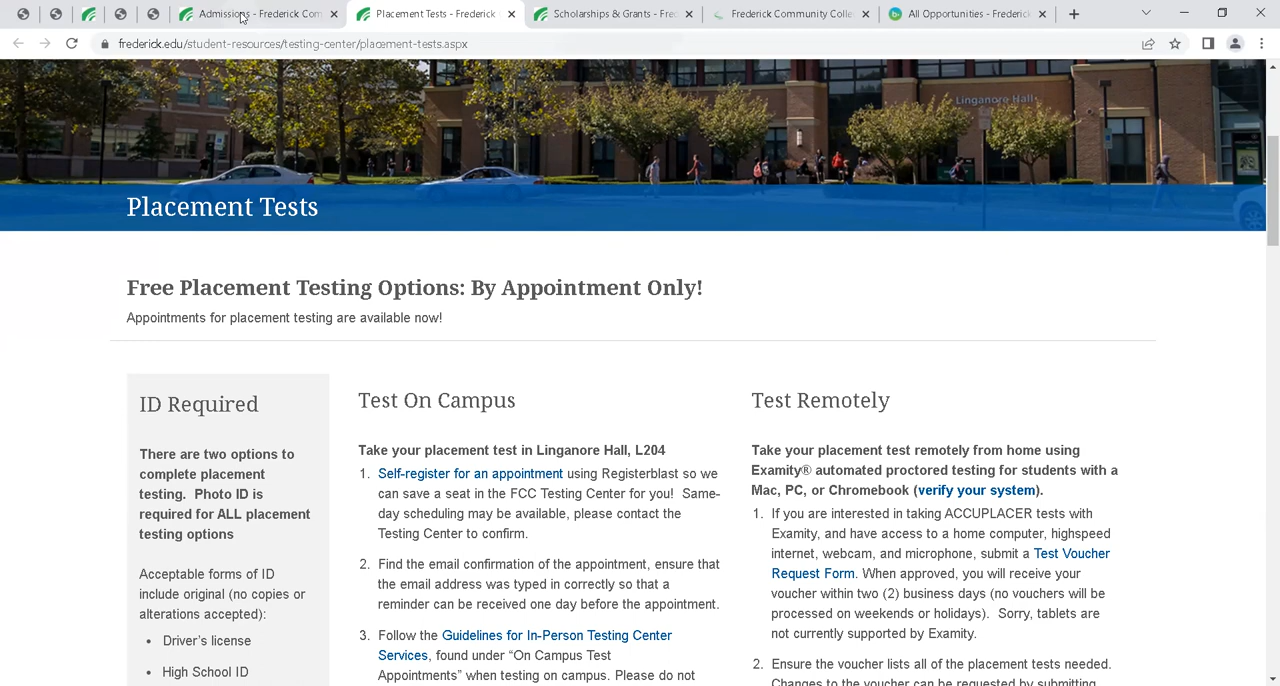 Admissions - Frederick Com
Placement Tests - Frederick
Scholarships & Grants - Fred
Frederick Community Colle
All Opportunities - Frederick
frederick.edu/student-resources/testing-center/placement-tests.aspx
Linganore Hall
Placement Tests
Free Placement Testing Options: By Appointment Only!
Appointments for placement testing are available now!
ID Required
There are two options to
complete placement
testing. Photo ID is
required for ALL placement
testing options
Acceptable forms of ID
include original (no copies or
alterations accepted):
• Driver's license
• High School ID
Test On Campus
Take your placement test in Linganore Hall, L204
1. Self-register for an appointment using Registerblast so we
can save a seat in the FCC Testing Center for you! Same-
day scheduling may be available, please contact the
Testing Center to confirm.
2. Find the email confirmation of the appointment, ensure that
the email address was typed in correctly so that a
reminder can be received one day before the appointment.
3. Follow the Guidelines for In-Person Testing Center
Services, found under “On Campus Test
Appointments” when testing on campus. Please do not
Test Remotely
Take your placement test remotely from home using
Examity® automated proctored testing for students with a
Mac, PC, or Chromebook (verify your system).
1. If you are interested in taking ACCUPLACER tests with
Examity, and have access to a home computer, highspeed
internet, webcam, and microphone, submit a Test Voucher
Request Form. When approved, you will receive your
voucher within two (2) business days (no vouchers will be
processed on weekends or holidays). Sorry, tablets are
not currently supported by Examity.
2. Ensure the voucher lists all of the placement tests needed.
Changes to the voucher can be requested by submitting